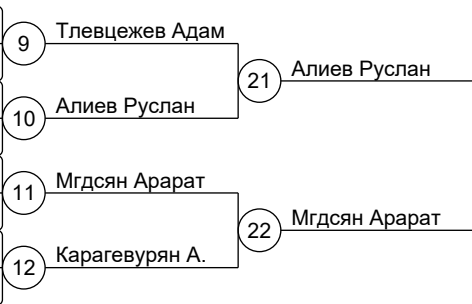 9 Тлевцежев Адам
21 Алиев Руслан
10 Алиев Руслан
11 Мгдсян Арарат
22 Мгдсян Арарат
12 Карагевурян А.